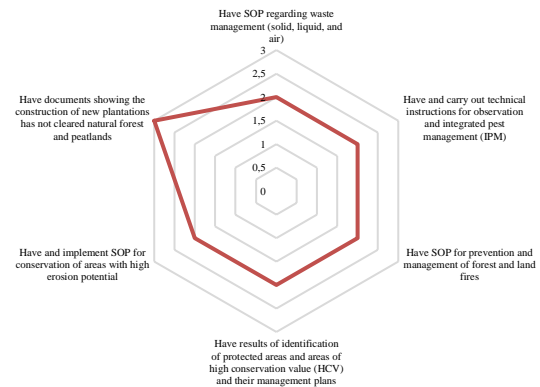 Have SOP regarding waste
management (solid, liquid, and
air)
3
2,5
2
1,5
1
0,5
0
Have and carry out technical
instructions for observation
and integrated pest
management (IPM)
Have SOP for prevention and
management of forest and land
fires
Have results of identification
of protected areas and areas of
high conservation value (HCV)
and their management plans
Have and implement SOP for
conservation of areas with high
erosion potential
Have documents showing the
construction of new plantations
has not cleared natural forest
and peatlands